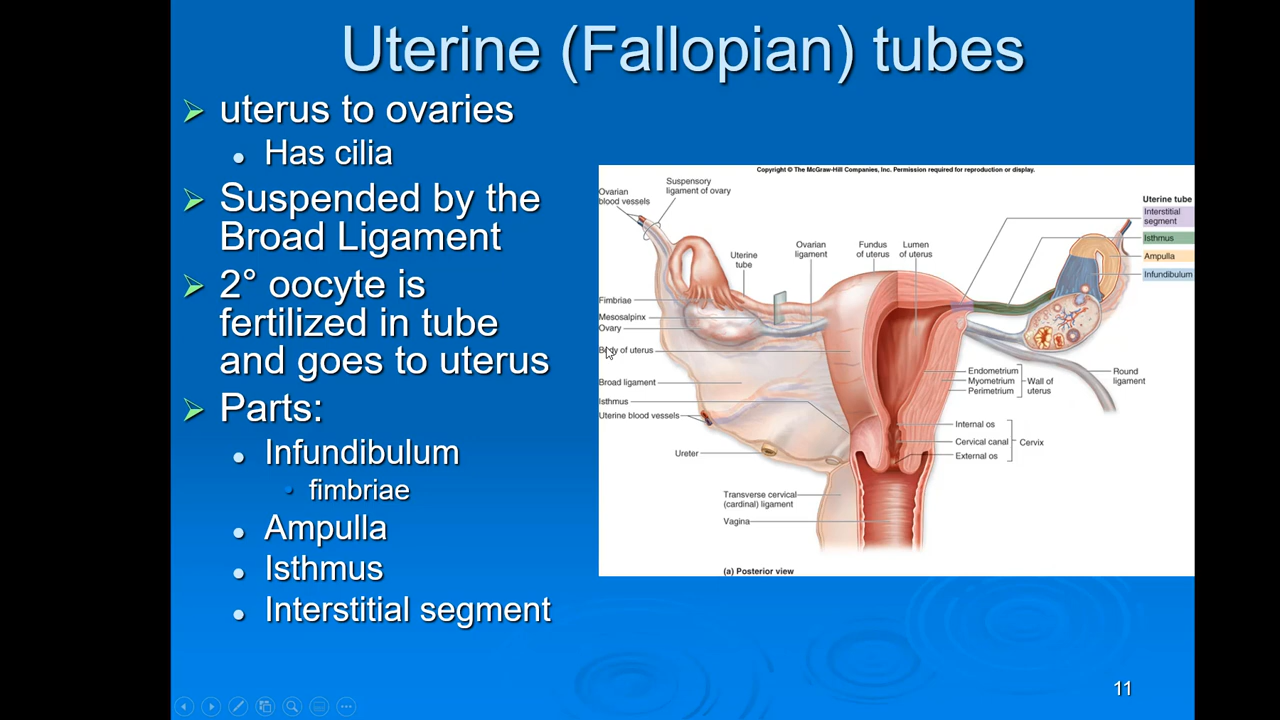 Uterine (Fallopian) tubes
uterus to ovaries
Has cilia
Suspended by the
Broad Ligament
2° oocyte is
fertilized in tube
and goes to uterus
Parts:
Infundibulum
fimbriae
Ampulla
Isthmus
Interstitial segment
Copyright © The McGraw-Hill Companies, Inc. Permission required for reproduction or display.
Ovarian
blood vessels
Suspensory
ligament of ovary
Uterine
tube
Ovarian
ligament
Fundus
of uterus
Lumen
of uterus
Uterine tube
Interstitial
segment
Isthmus
Ampulla
Infundibulum
Fimbriae
Mesosalpinx
Ovary
Body of uterus
Broad ligament
Isthmus
Uterine blood vessels
Ureter
Transverse cervical
(cardinal) ligament
Vagina
Endometrium
Myometrium
Perimetrium
Wall of
uterus
Round
ligament
Internal os
Cervical canal
External os
Cervix
(a) Posterior view
11